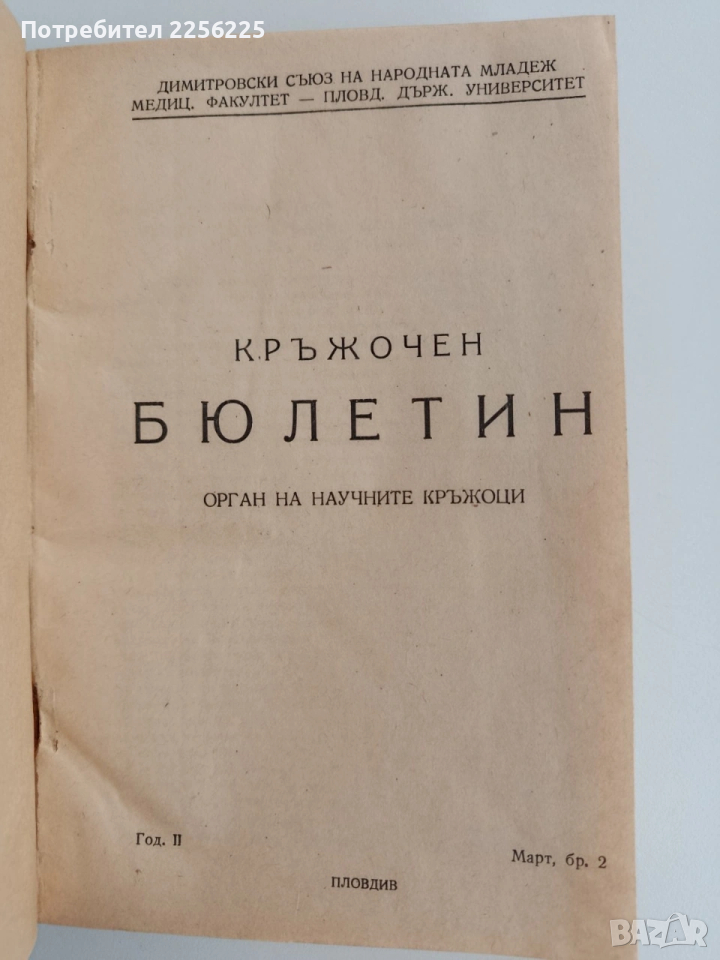 Потребител 2256225
ДИМИТРОВСКИ СЪЮЗ НА НАРОДНАТА МЛАДЕЖ
МЕДИЦ. ФАКУЛТЕТ — ПЛОВД. ДЪРЖ. УНИВЕРСИТЕТ
КРЪЖОЧЕН
БЮЛЕТИН
ОРГАН НА НАУЧНИТЕ КРЪЖОЦИ
Год. II
Март, бр. 2
ПЛОВДИВ
BAZAR